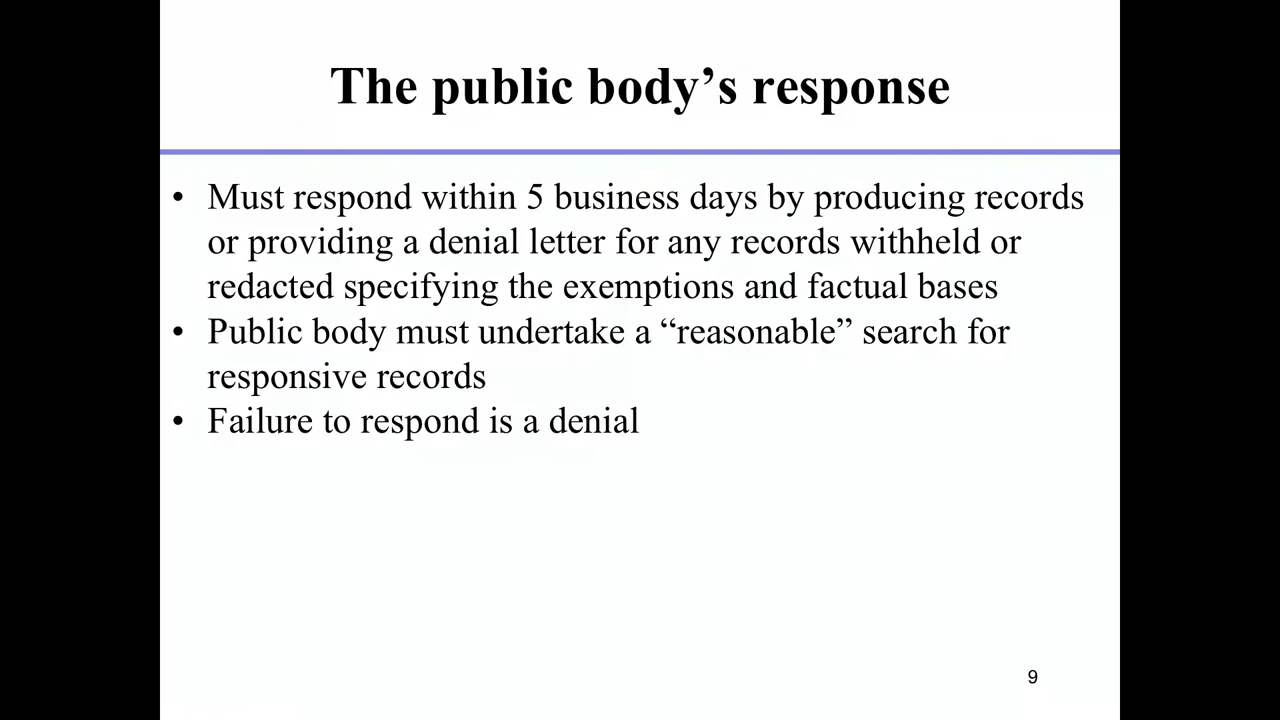 The public body’s response
• Must respond within 5 business days by producing records
or providing a denial letter for any records withheld or
redacted specifying the exemptions and factual bases
• Public body must undertake a “reasonable” search for
responsive records
• Failure to respond is a denial
9